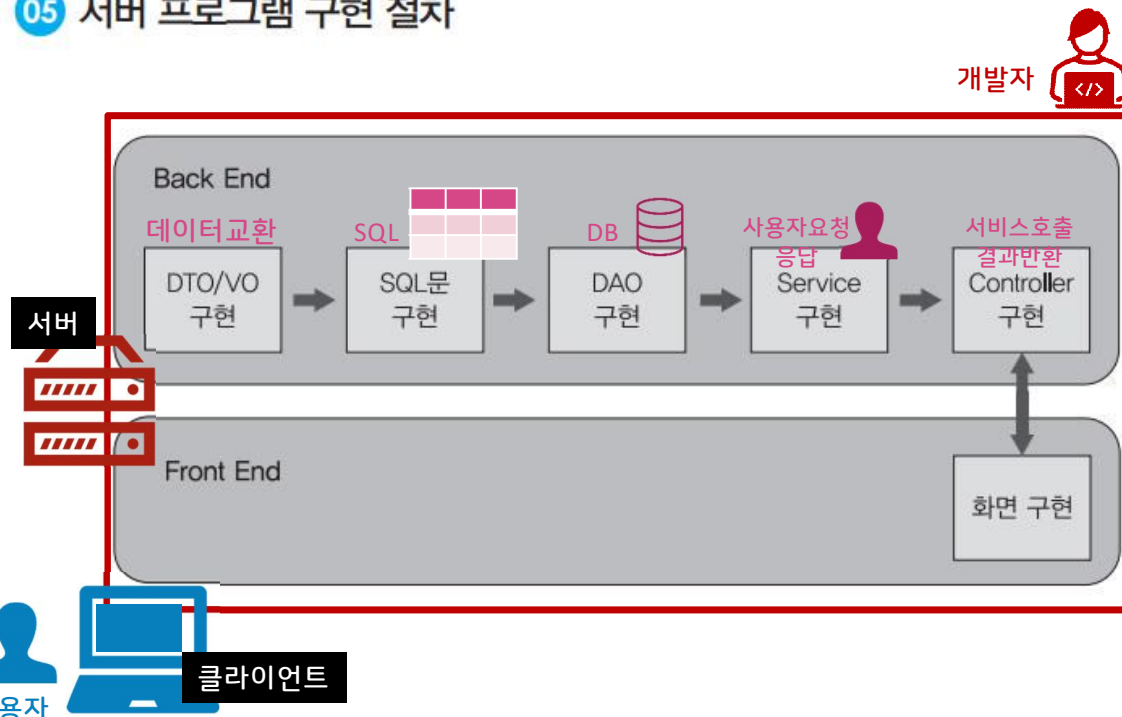 05 서버 프로그램 구현 절차
개발자
</>
Back End
데이터교환
SQL
DB
사용자요청
응답
서비스호출
결과반환
DTO/VO
구현
SQL문
구현
DAO
구현
Service
구현
Controller
구현
서버
Front End
화면 구현
클라이언트
용자